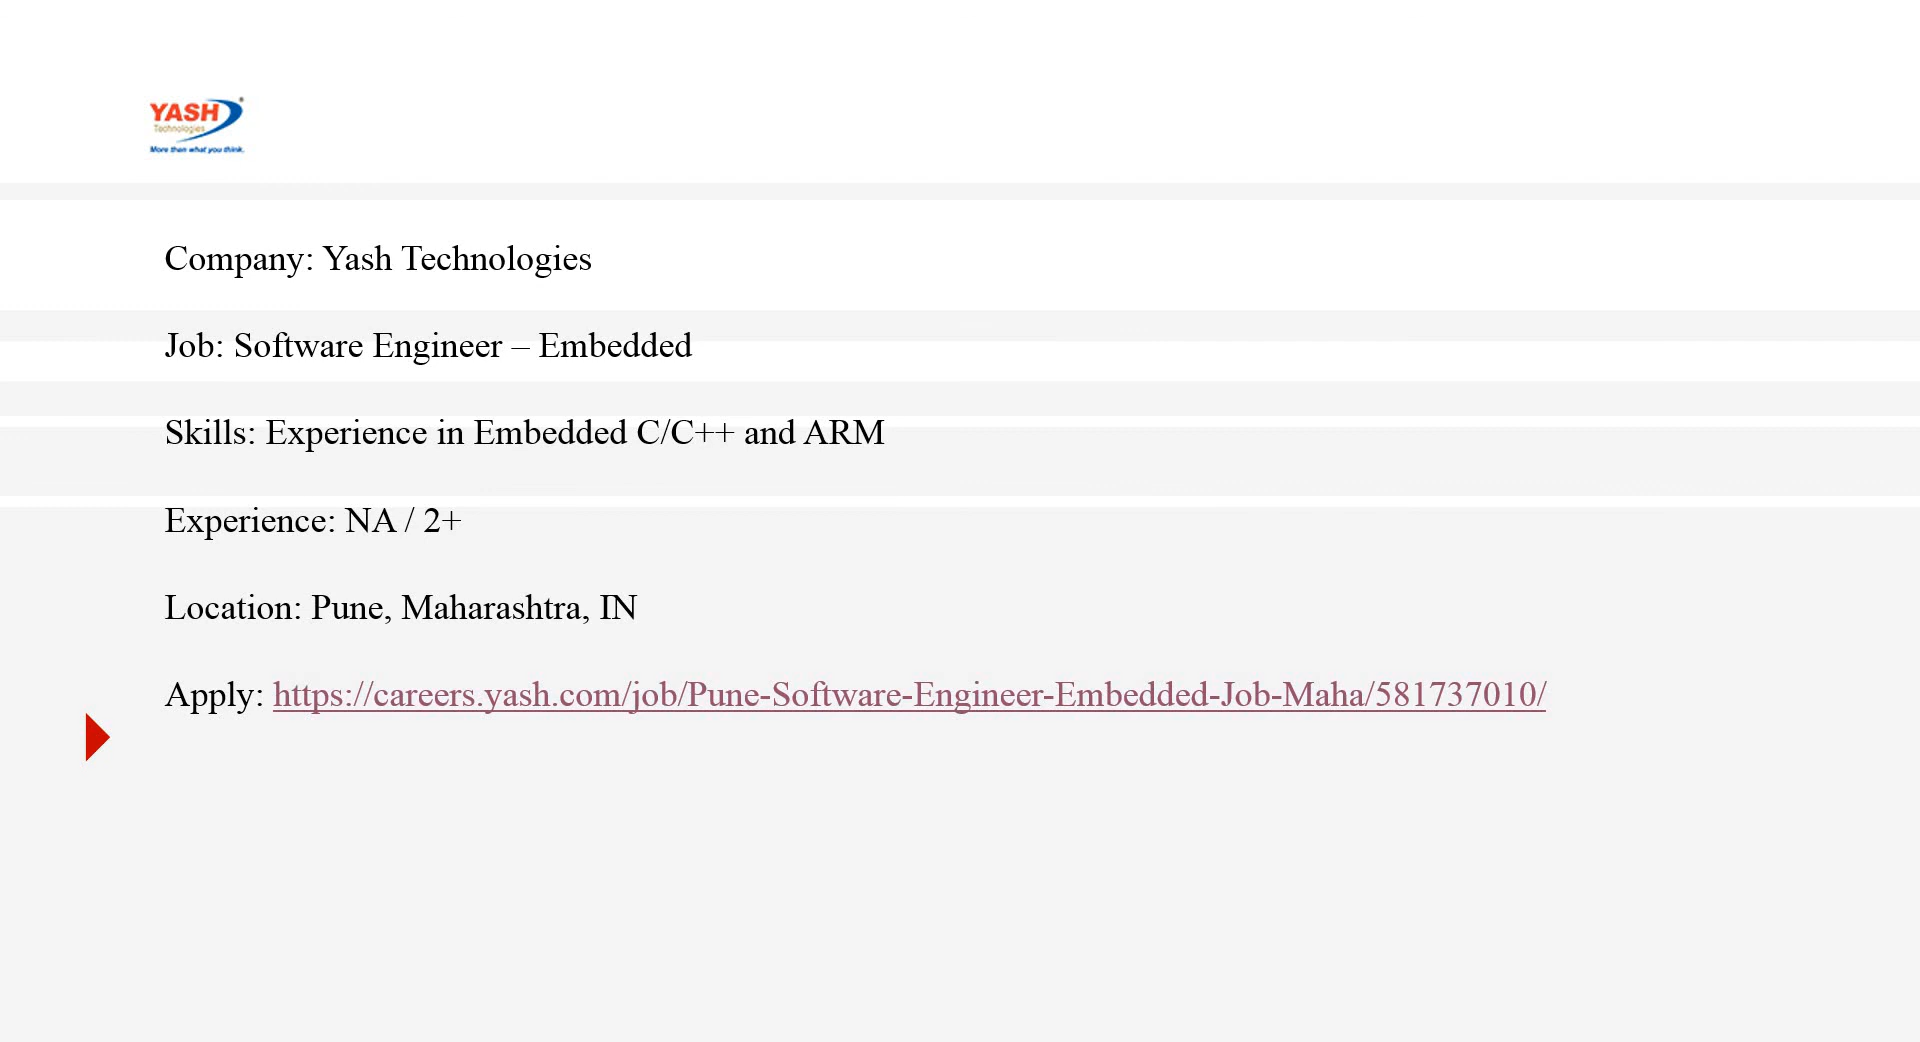 YASH
Technologies
More than what you think.
Company: Yash Technologies
Job: Software Engineer – Embedded
Skills: Experience in Embedded C/C++ and ARM
Experience: NA / 2+
Location: Pune, Maharashtra, IN
Apply: https://careers.yash.com/job/Pune-Software-Engineer-Embedded-Job-Maha/581737010/